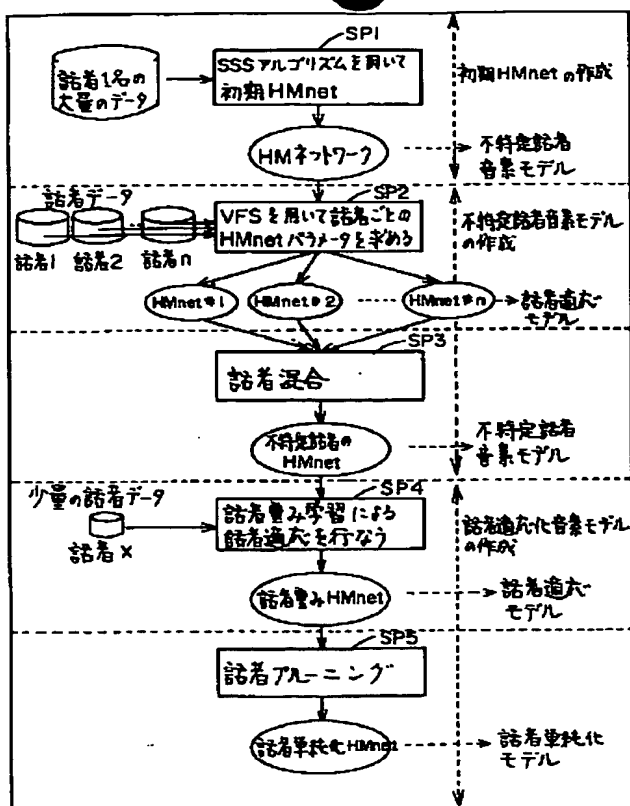 SP1
話者1名の
大量のデータ
SSSアルゴリズムを用いて
初期HMnet
初期HMnetの作成
HMネットワーク
不特定話者
音素モデル
話者データ
SP2
VFSを用いて話者ごとの
HMnetパラメータを求める
不特定話者音素モデル
の作成
話者1 話者2 話者n
HMnet#1 HMnet#2 HMnet#n
話者適応
モデル
SP3
話者混合
不特定話者の
HMnet
不特定話者
音素モデル
少量の話者データ
SP4
話者x
話者重み学習による
話者適応を行なう
話者適応化音素モデル
の作成
話者重みHMnet
話者適応
モデル
SP5
話者プルーニング
話者単純化HMnet
話者単純化
モデル